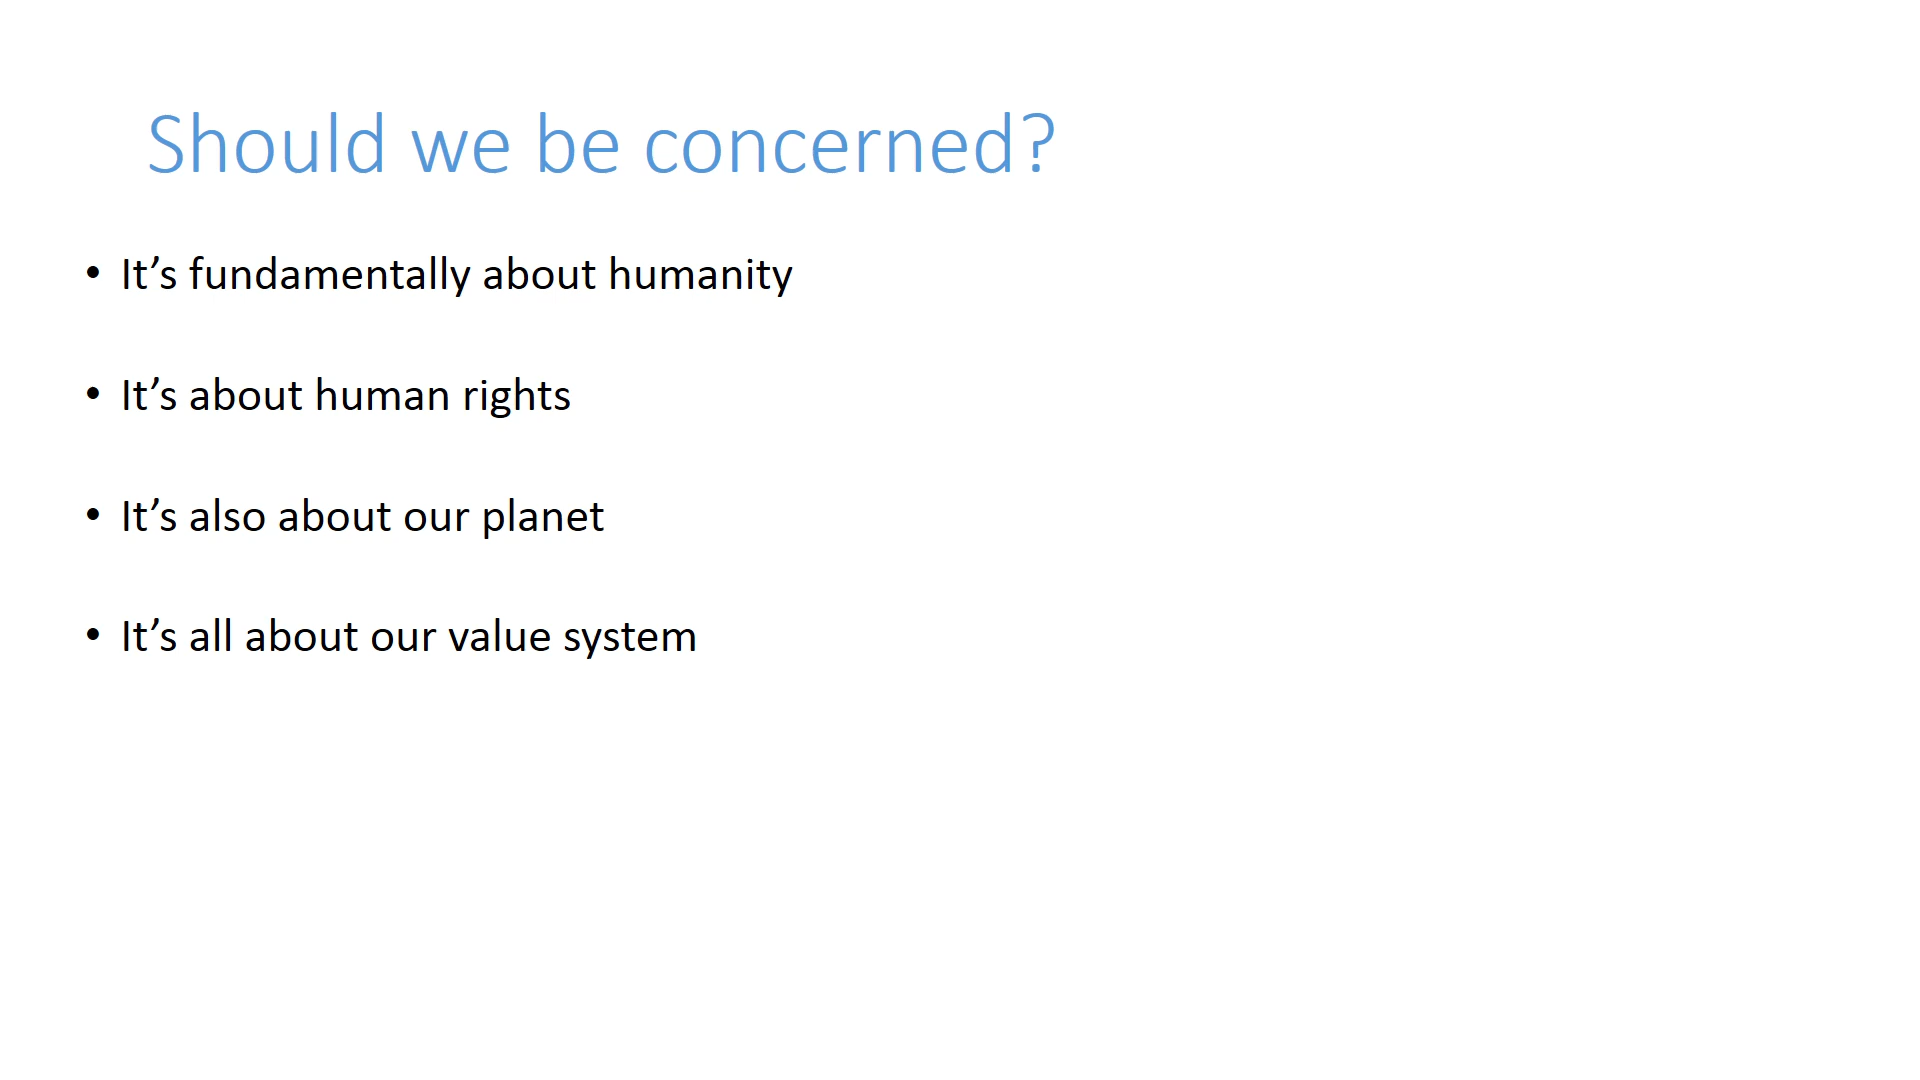 Should we be concerned?
• It’s fundamentally about humanity
• It’s about human rights
• It’s also about our planet
• It’s all about our value system